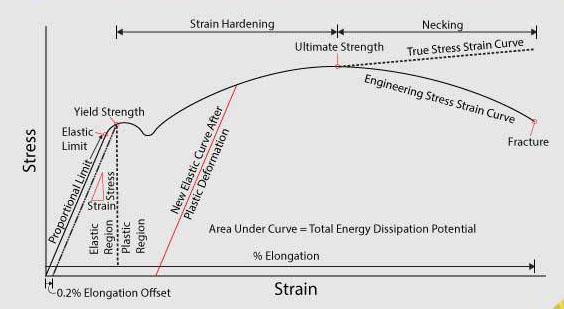 Strain Hardening
Necking
Ultimate Strength
True Stress Strain Curve
Engineering Stress Strain Curve
Fracture
Yield Strength
Elastic
Limit
Stress
Proportional Limit
Stress
Strain
Elastic
Region
Plastic
Region
New Elastic Curve After
Plastic Deformation
Area Under Curve = Total Energy Dissipation Potential
% Elongation
0.2% Elongation Offset
Strain